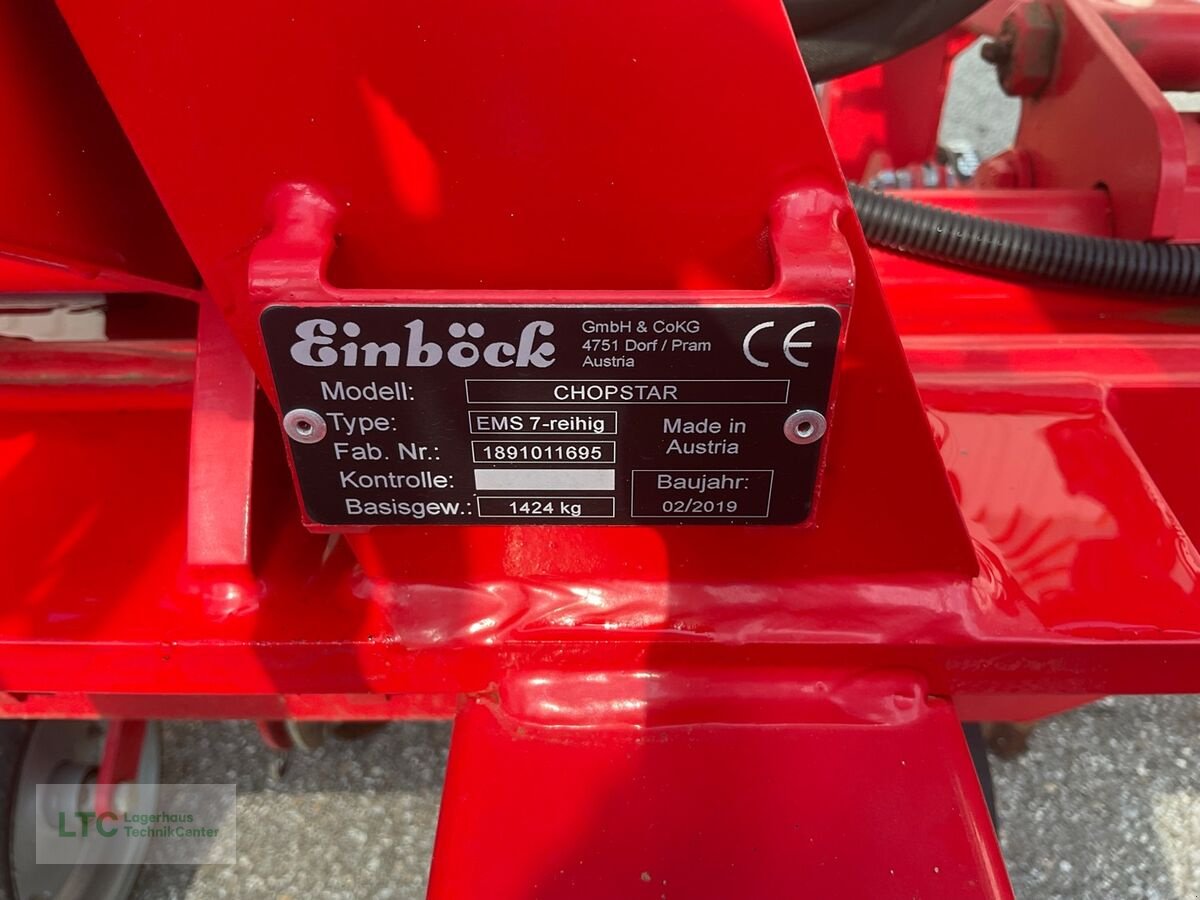 Einböck
GmbH & CoKG
4751 Dorf / Pram
Austria
CE
Modell: CHOPSTAR
Type: EMS 7-reihig
Fab. Nr.: 1891011695
Kontrolle:
Basisgew.: 1424 kg
Made in
Austria
Baujahr:
02/2019
LTC Lagerhaus
TechnikCenter